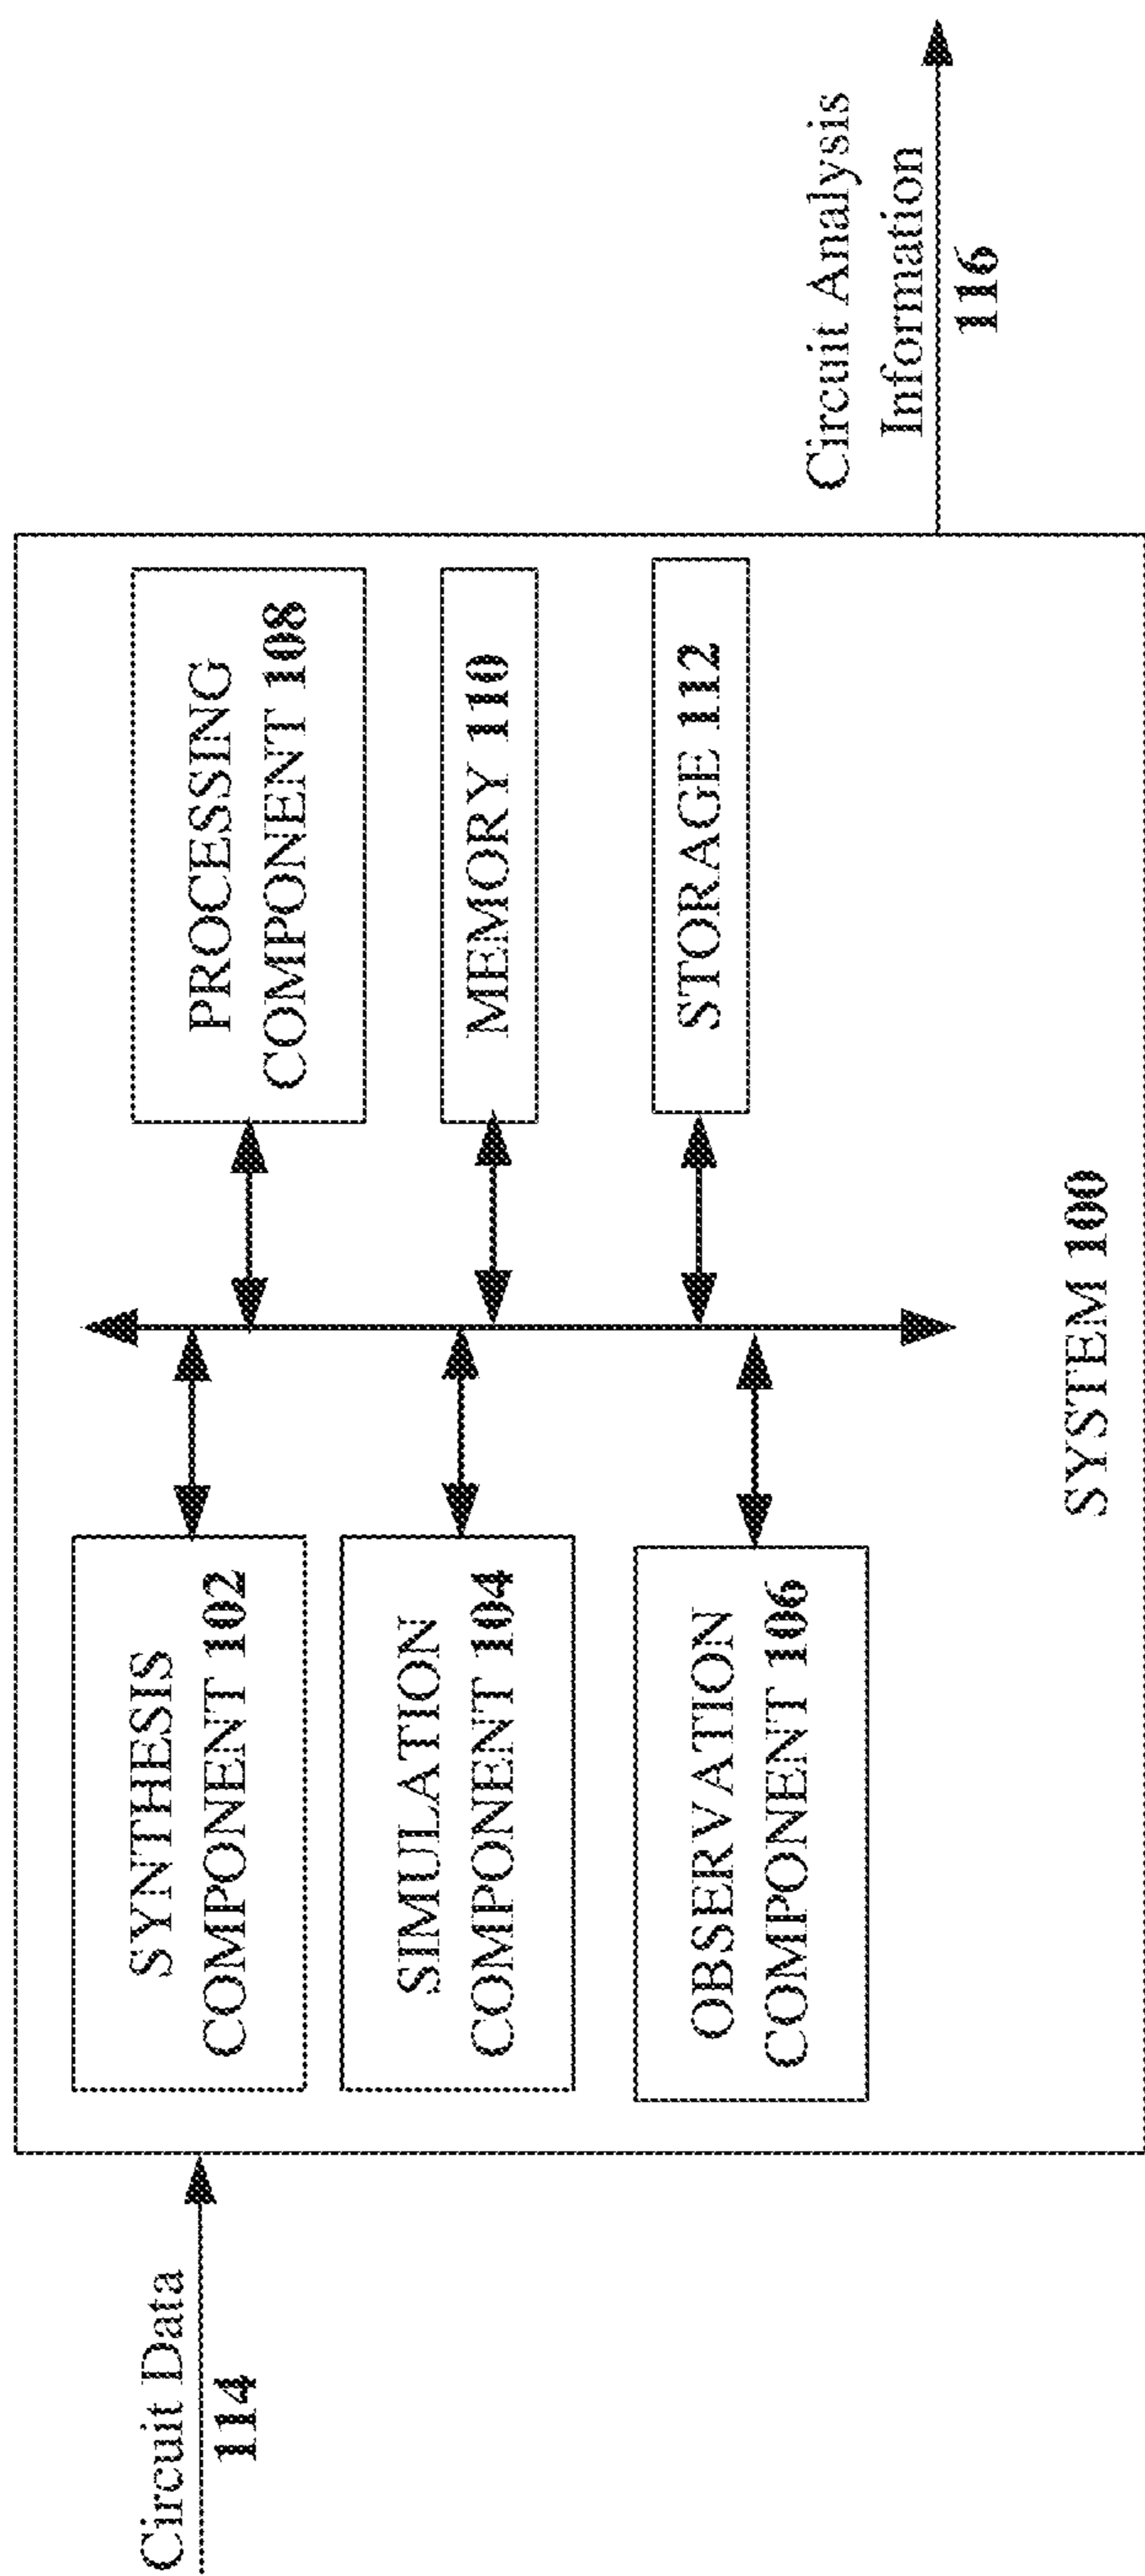 Circuit Data
114
SYNTHESIS
COMPONENT 102
SIMULATION
COMPONENT 104
OBSERVATION
COMPONENT 106
PROCESSING
COMPONENT 108
MEMORY 110
STORAGE 112
SYSTEM 100
Circuit Analysis
Information
116